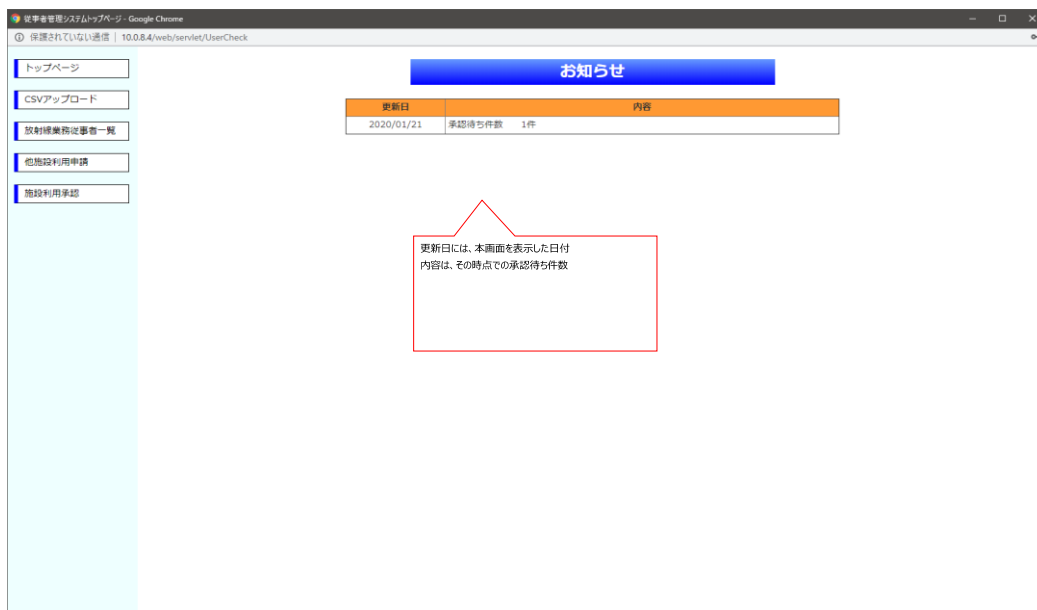 従事者管理システムトップページ - Google Chrome
保護されていない通信 | 10.0.8.4/web/servlet/UserCheck
トップページ
CSVアップロード
放射線業務従事者一覧
他施設利用申請
施設利用承認
お知らせ
更新日 内容
2020/01/21 承認待ち件数 1件
更新日には、本画面を表示した日付
内容は、その時点での承認待ち件数